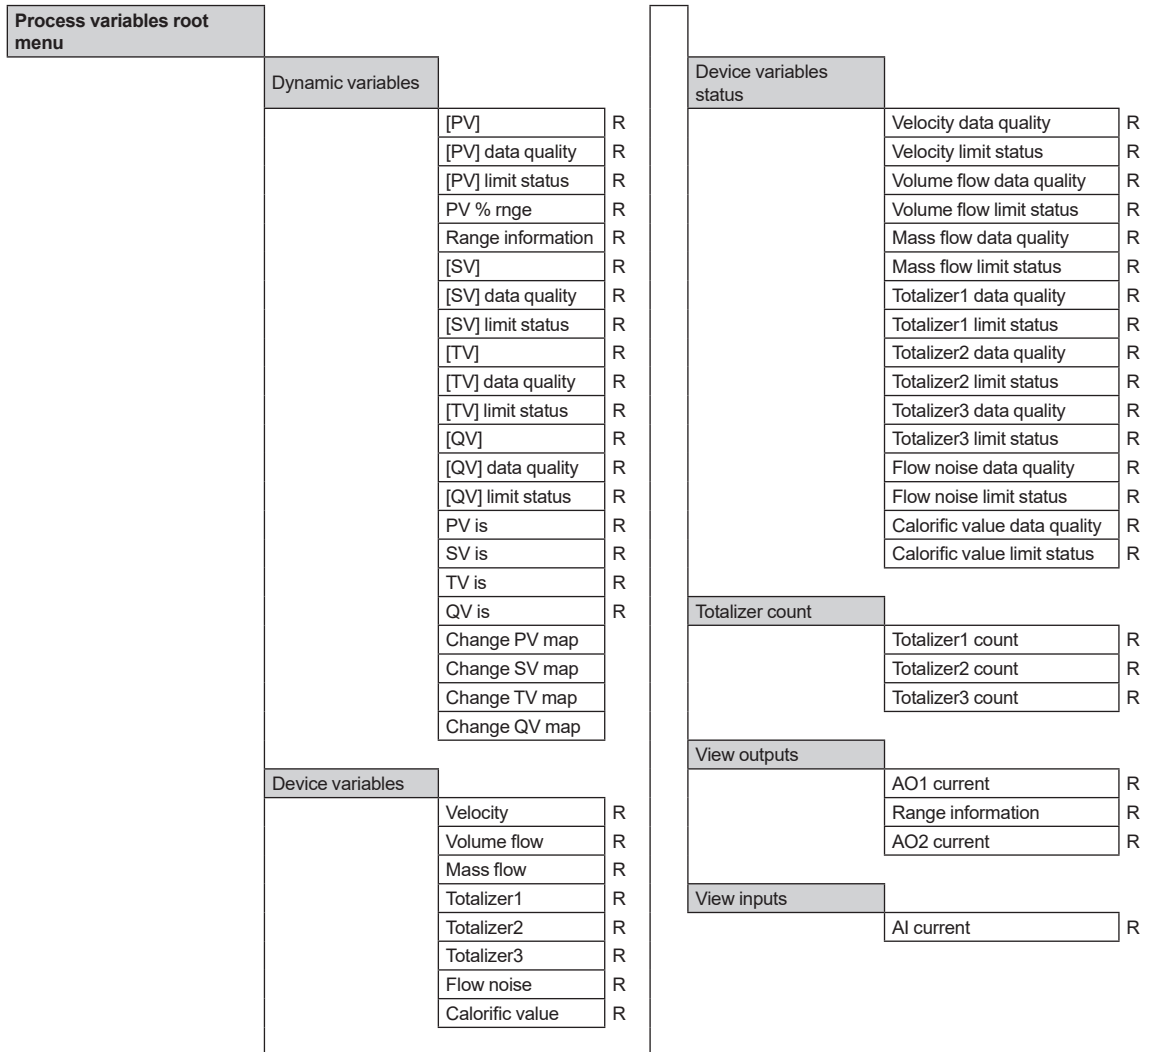 Process variables root
menu
Dynamic variables
[PV] R
[PV] data quality R
[PV] limit status R
PV % rnge R
Range information R
[SV] R
[SV] data quality R
[SV] limit status R
[TV] R
[TV] data quality R
[TV] limit status R
[QV] R
[QV] data quality R
[QV] limit status R
PV is R
SV is R
TV is R
QV is R
Change PV map
Change SV map
Change TV map
Change QV map
Device variables
Velocity R
Volume flow R
Mass flow R
Totalizer1 R
Totalizer2 R
Totalizer3 R
Flow noise R
Calorific value R
Device variables
status
Velocity data quality R
Velocity limit status R
Volume flow data quality R
Volume flow limit status R
Mass flow data quality R
Mass flow limit status R
Totalizer1 data quality R
Totalizer1 limit status R
Totalizer2 data quality R
Totalizer2 limit status R
Totalizer3 data quality R
Totalizer3 limit status R
Flow noise data quality R
Flow noise limit status R
Calorific value data quality R
Calorific value limit status R
Totalizer count
Totalizer1 count R
Totalizer2 count R
Totalizer3 count R
View outputs
AO1 current R
Range information R
AO2 current R
View inputs
AI current R